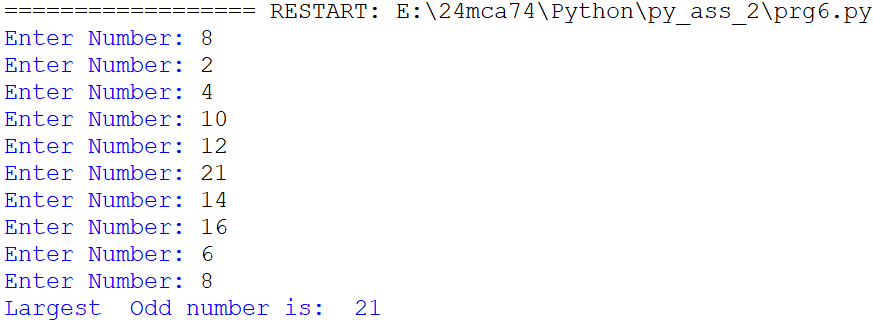 =================== RESTART: E:\24mca74\Python\py_ass_2\prg6.py
Enter Number: 8
Enter Number: 2
Enter Number: 4
Enter Number: 10
Enter Number: 12
Enter Number: 21
Enter Number: 14
Enter Number: 16
Enter Number: 6
Enter Number: 8
Largest  Odd number is:  21